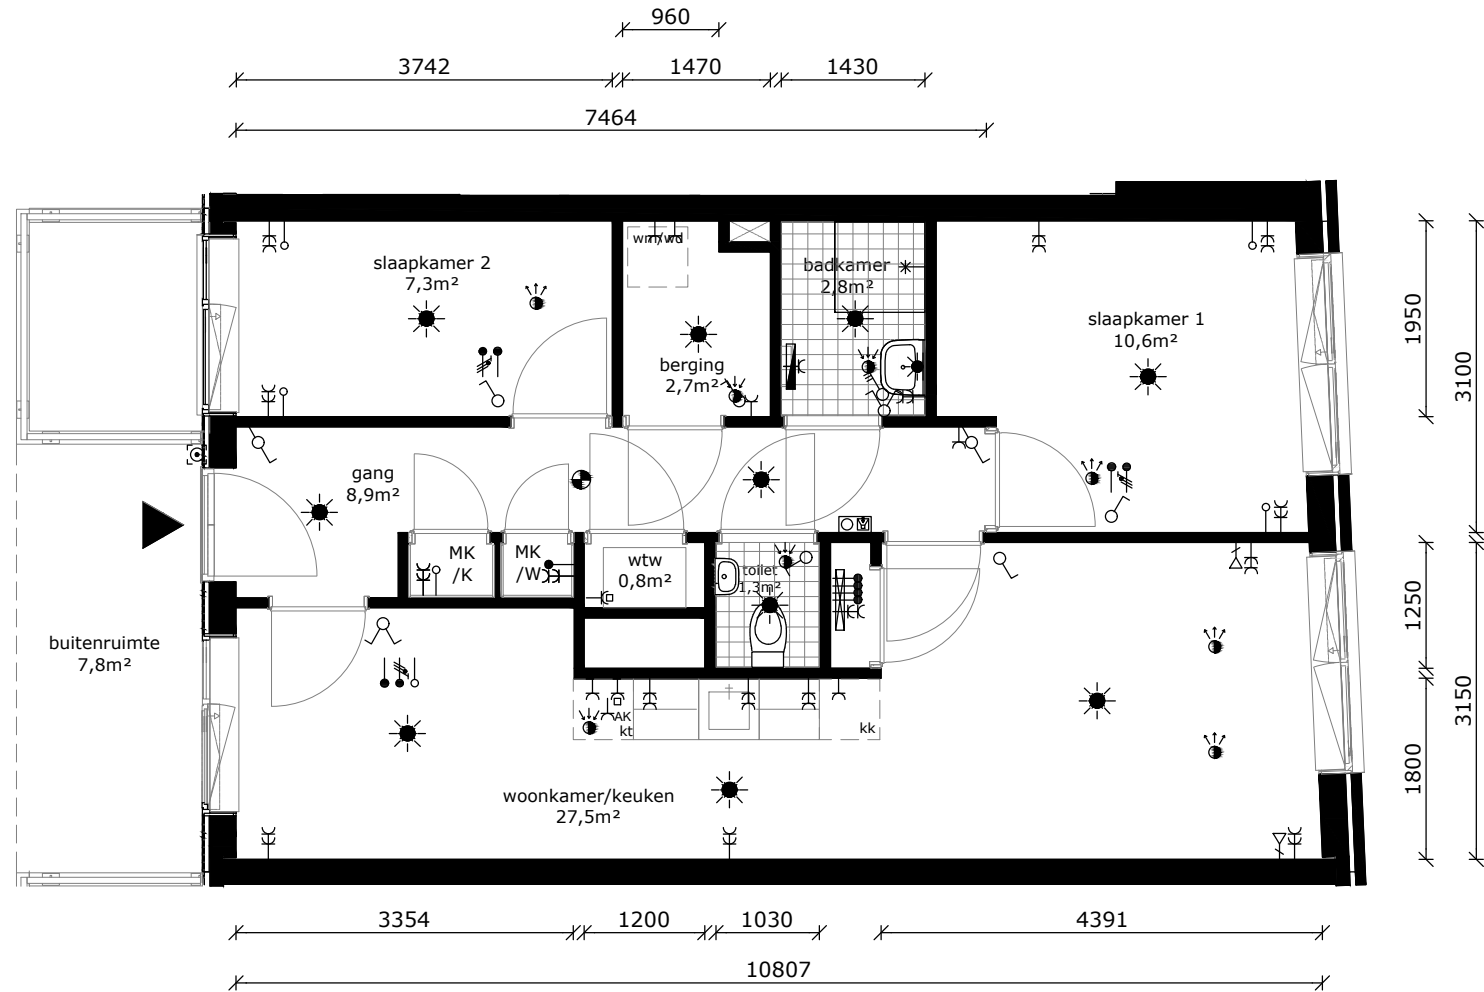 960
3742
1470
1430
7464
slaapkamer 2
7,3m²
wm/wd
badkamer
2,8m²
slaapkamer 1
10,6m²
berging
2,7m²
1950
3100
gang
8,9m²
MK
/K
MK
/W
wtw
0,8m²
toilet
1,3m²
buitenruimte
7,8m²
1250
3150
1800
AK
kt
kk
woonkamer/keuken
27,5m²
3354
1200
1030
4391
10807